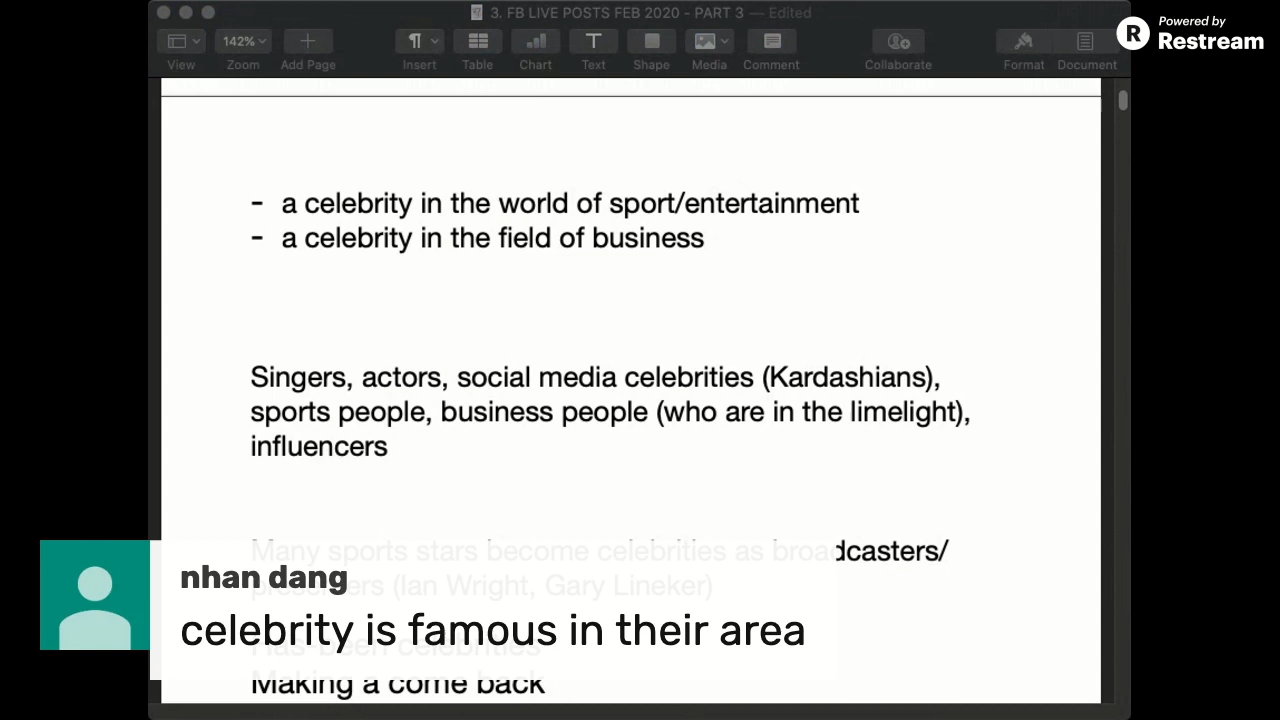 3. FB LIVE POSTS FEB 2020 - PART 3 — Edited
Powered by
Restream
142%
View
Zoom
Add Page
Insert
Table
Chart
Text
Shape
Media
Comment
Collaborate
Format
Document
- a celebrity in the world of sport/entertainment
- a celebrity in the field of business
Singers, actors, social media celebrities (Kardashians),
sports people, business people (who are in the limelight),
influencers
Many sports stars become celebrities as broadcasters/
presenters (Ian Wright, Gary Lineker)
nhan dang
celebrity is famous in their area
Has-been celebrities
Making a come back